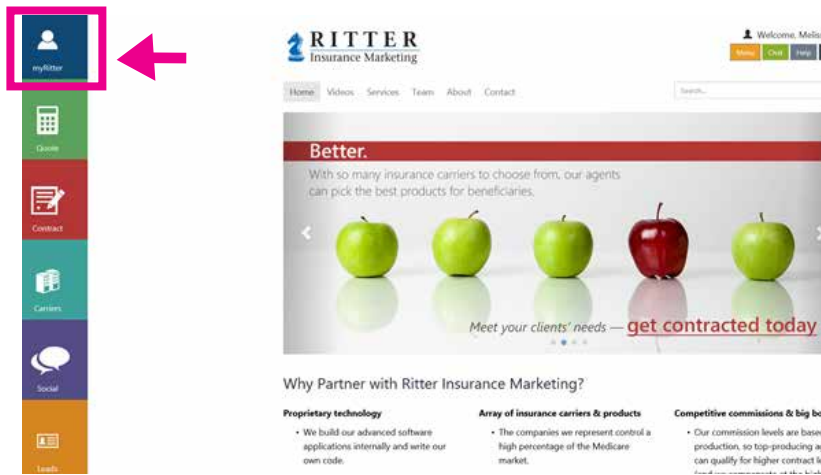 myRitter
Quote
Contract
Carriers
Social
Leads
RITTER
Insurance Marketing
Welcome, Melis
Menu Chat Help
Home Videos Services Team About Contact
Search...
Better.
With so many insurance carriers to choose from, our agents
can pick the best products for beneficiaries.
Meet your clients' needs — get contracted today
Why Partner with Ritter Insurance Marketing?
Proprietary technology
• We build our advanced software
applications internally and write our
own code.
Array of insurance carriers & products
• The companies we represent control a
high percentage of the Medicare
market.
Competitive commissions & big bo
• Our commission levels are based
production, so top-producing a
can qualify for higher contract le